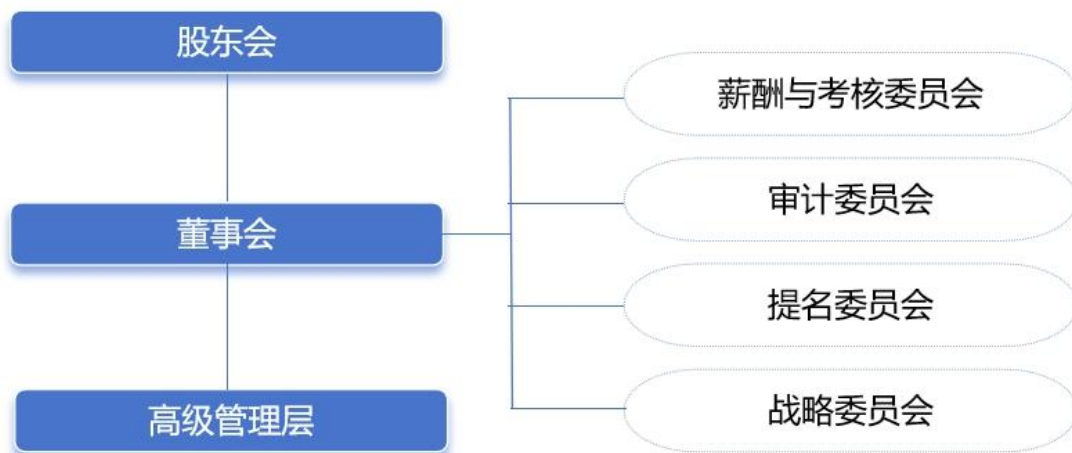 股东会
薪酬与考核委员会
审计委员会
董事会
提名委员会
高级管理层
战略委员会